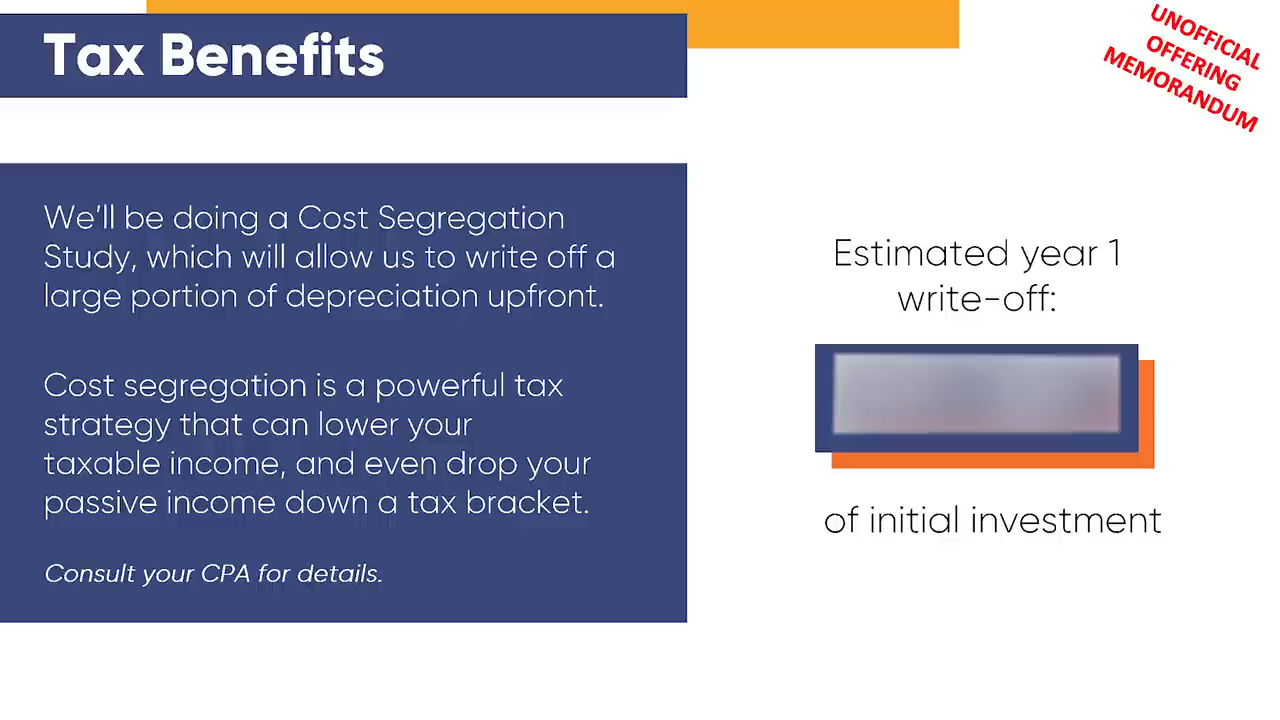 Tax Benefits
UNOFFICIAL
OFFERING
MEMORANDUM
We'll be doing a Cost Segregation
Study, which will allow us to write off a
large portion of depreciation upfront.
Cost segregation is a powerful tax
strategy that can lower your
taxable income, and even drop your
passive income down a tax bracket.
Consult your CPA for details.
Estimated year 1
write-off:
of initial investment